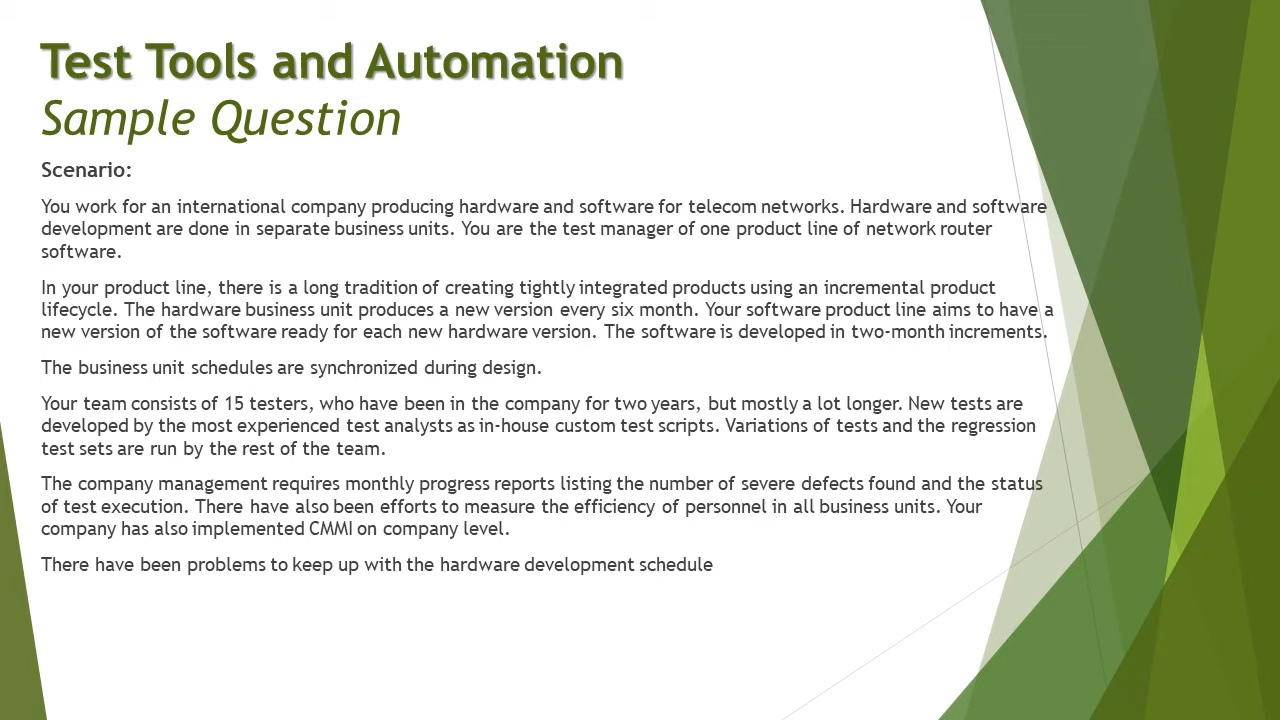 Test Tools and Automation
Sample Question
Scenario:
You work for an international company producing hardware and software for telecom networks. Hardware and software
development are done in separate business units. You are the test manager of one product line of network router
software.
In your product line, there is a long tradition of creating tightly integrated products using an incremental product
lifecycle. The hardware business unit produces a new version every six month. Your software product line aims to have a
new version of the software ready for each new hardware version. The software is developed in two-month increments.
The business unit schedules are synchronized during design.
Your team consists of 15 testers, who have been in the company for two years, but mostly a lot longer. New tests are
developed by the most experienced test analysts as in-house custom test scripts. Variations of tests and the regression
test sets are run by the rest of the team.
The company management requires monthly progress reports listing the number of severe defects found and the status
of test execution. There have also been efforts to measure the efficiency of personnel in all business units. Your
company has also implemented CMMI on company level.
There have been problems to keep up with the hardware development schedule